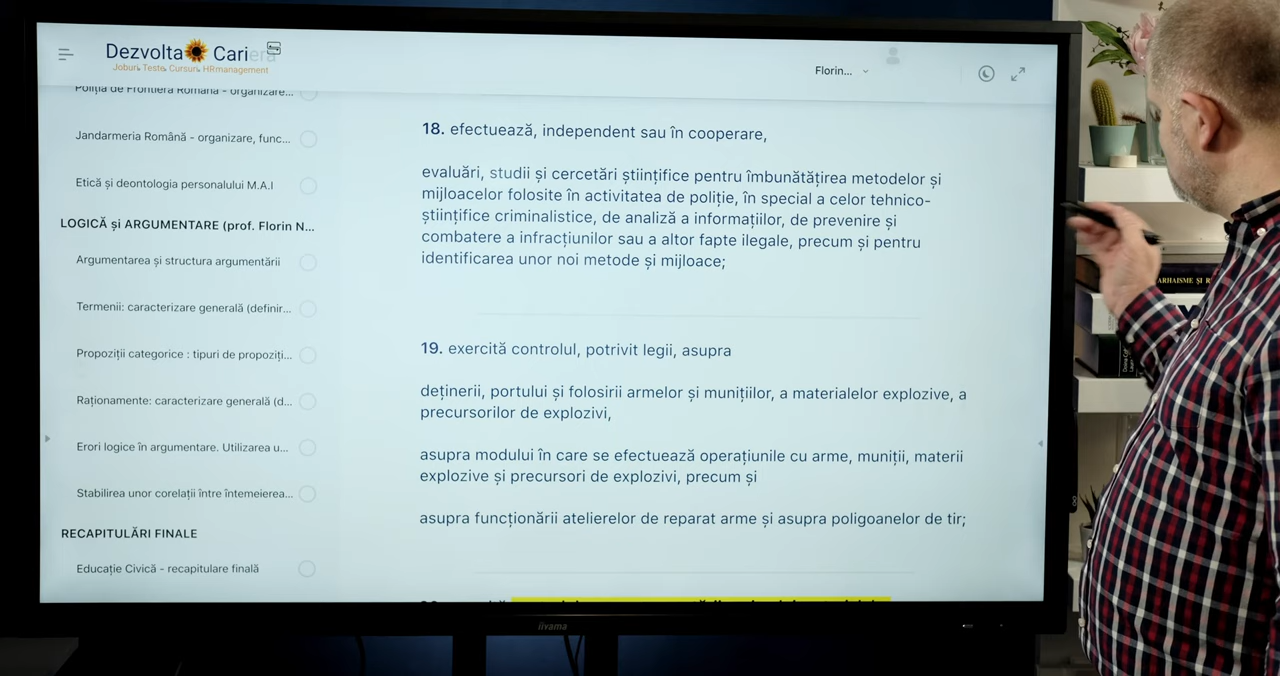 Dezvolta Cariera
Joburi, Teste, Cursuri, HRmanagement
Florin...
Poliția de Frontieră Română - organizare...
Jandarmeria Română - organizare, func...
Etică și deontologia personalului M.A.I
LOGICĂ și ARGUMENTARE (prof. Florin N...
Argumentarea și structura argumentării
Termenii: caracterizare generală (definir...
Propoziții categorice : tipuri de propoziți...
Raționamente: caracterizare generală (d...
Erori logice în argumentare. Utilizarea u...
Stabilirea unor corelații între întemeierea...
RECAPITULĂRI FINALE
Educație Civică - recapitulare finală
18. efectuează, independent sau în cooperare,
evaluări, studii și cercetări științifice pentru îmbunătățirea metodelor și
mijloacelor folosite în activitatea de poliție, în special a celor tehnico-
științifice criminalistice, de analiză a informațiilor, de prevenire și
combatere a infracțiunilor sau a altor fapte ilegale, precum și pentru
identificarea unor noi metode și mijloace;
19. exercită controlul, potrivit legii, asupra
deținerii, portului și folosirii armelor și munițiilor, a materialelor explozive, a
precursorilor de explozivi,
asupra modului în care se efectuează operațiunile cu arme, muniții, materii
explozive și precursori de explozivi, precum și
asupra funcționării atelierelor de reparat arme și asupra poligoanelor de tir;
iiyama
ARHAISME ȘI R